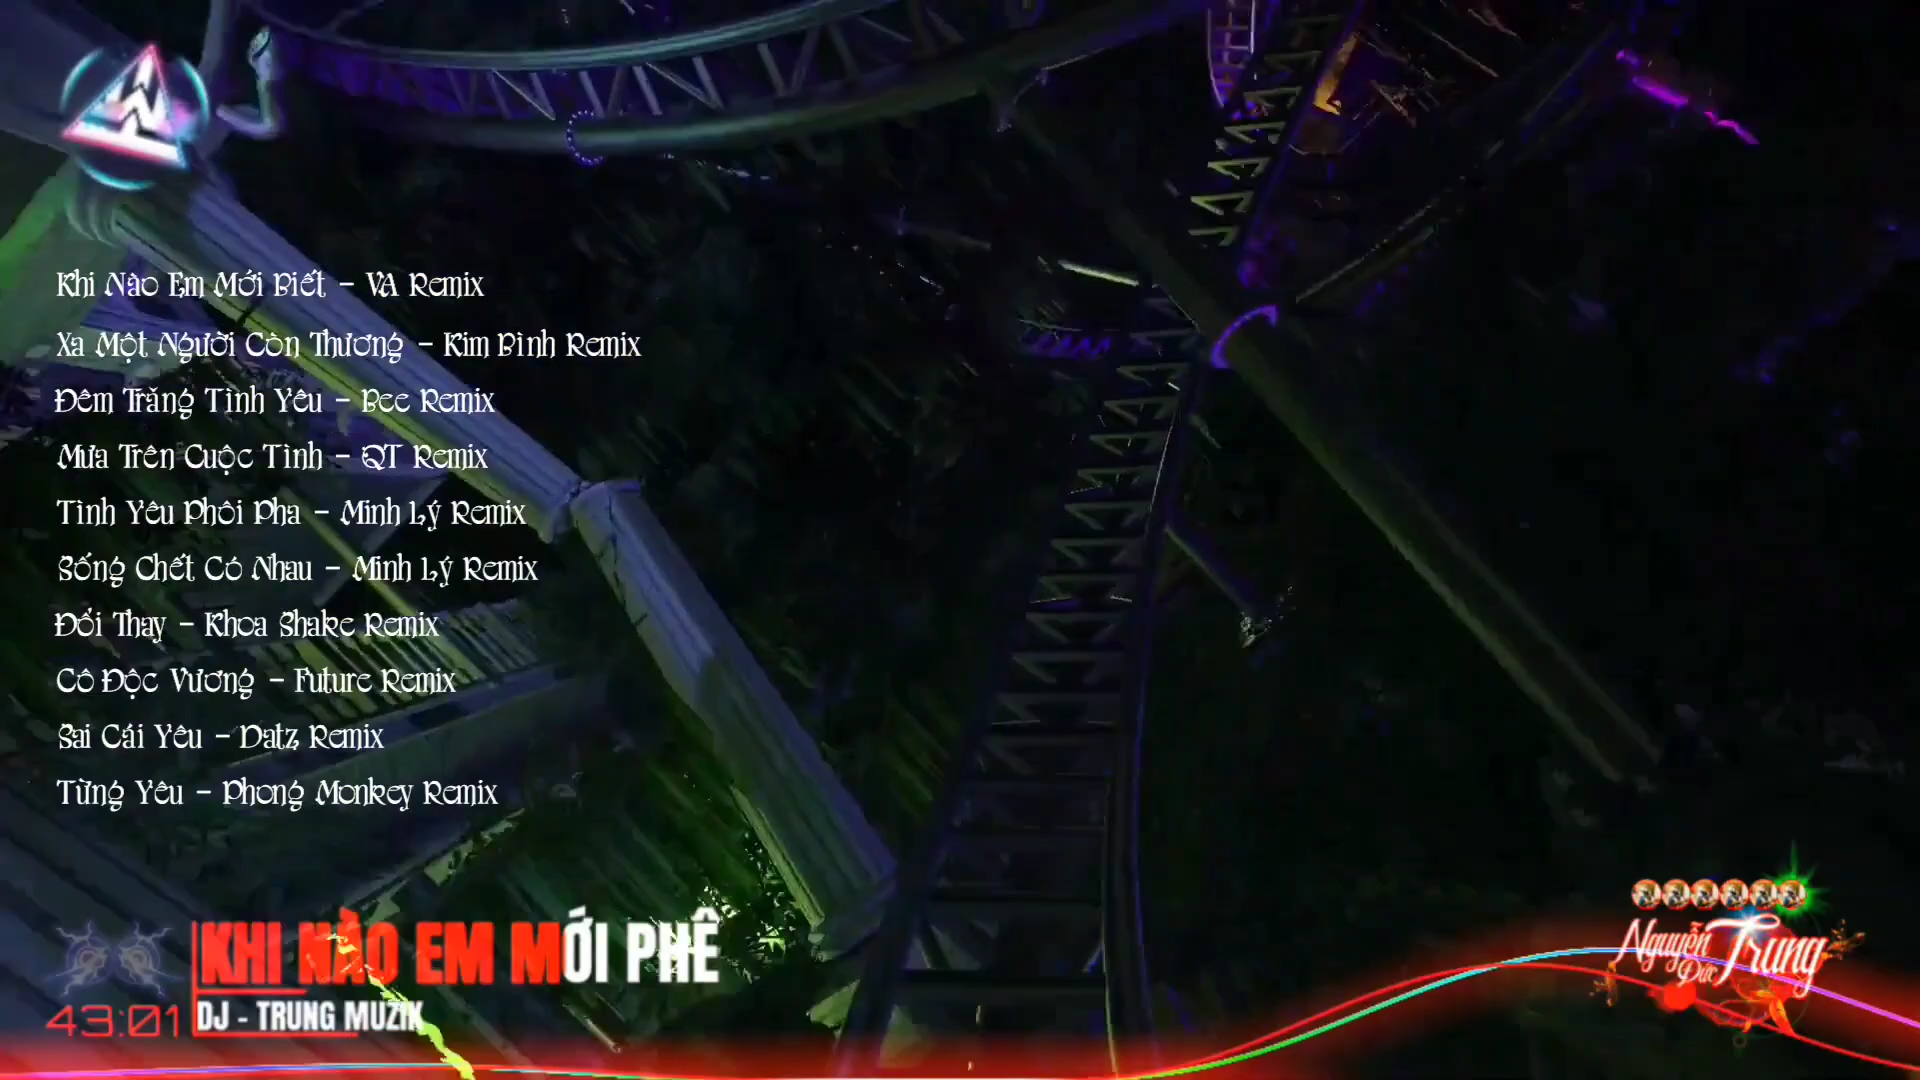 Khi Nào Em Mới Biết - VA Remix
Xa Một Người Còn Thương - Kim Bình Remix
Đêm Trắng Tình Yêu - Bee Remix
Mưa Trên Cuộc Tình - QT Remix
Tình Yêu Phôi Pha - Minh Lý Remix
Sống Chết Có Nhau - Minh Lý Remix
Đổi Thay - Khoa Shake Remix
Cô Độc Vương - Future Remix
Sai Cái Yêu - Datz Remix
Từng Yêu - Phong Monkey Remix
KHI NÀO EM MỚI PHÊ
DJ - TRUNG MUZIK
43:01
Nguyễn Đức Trung